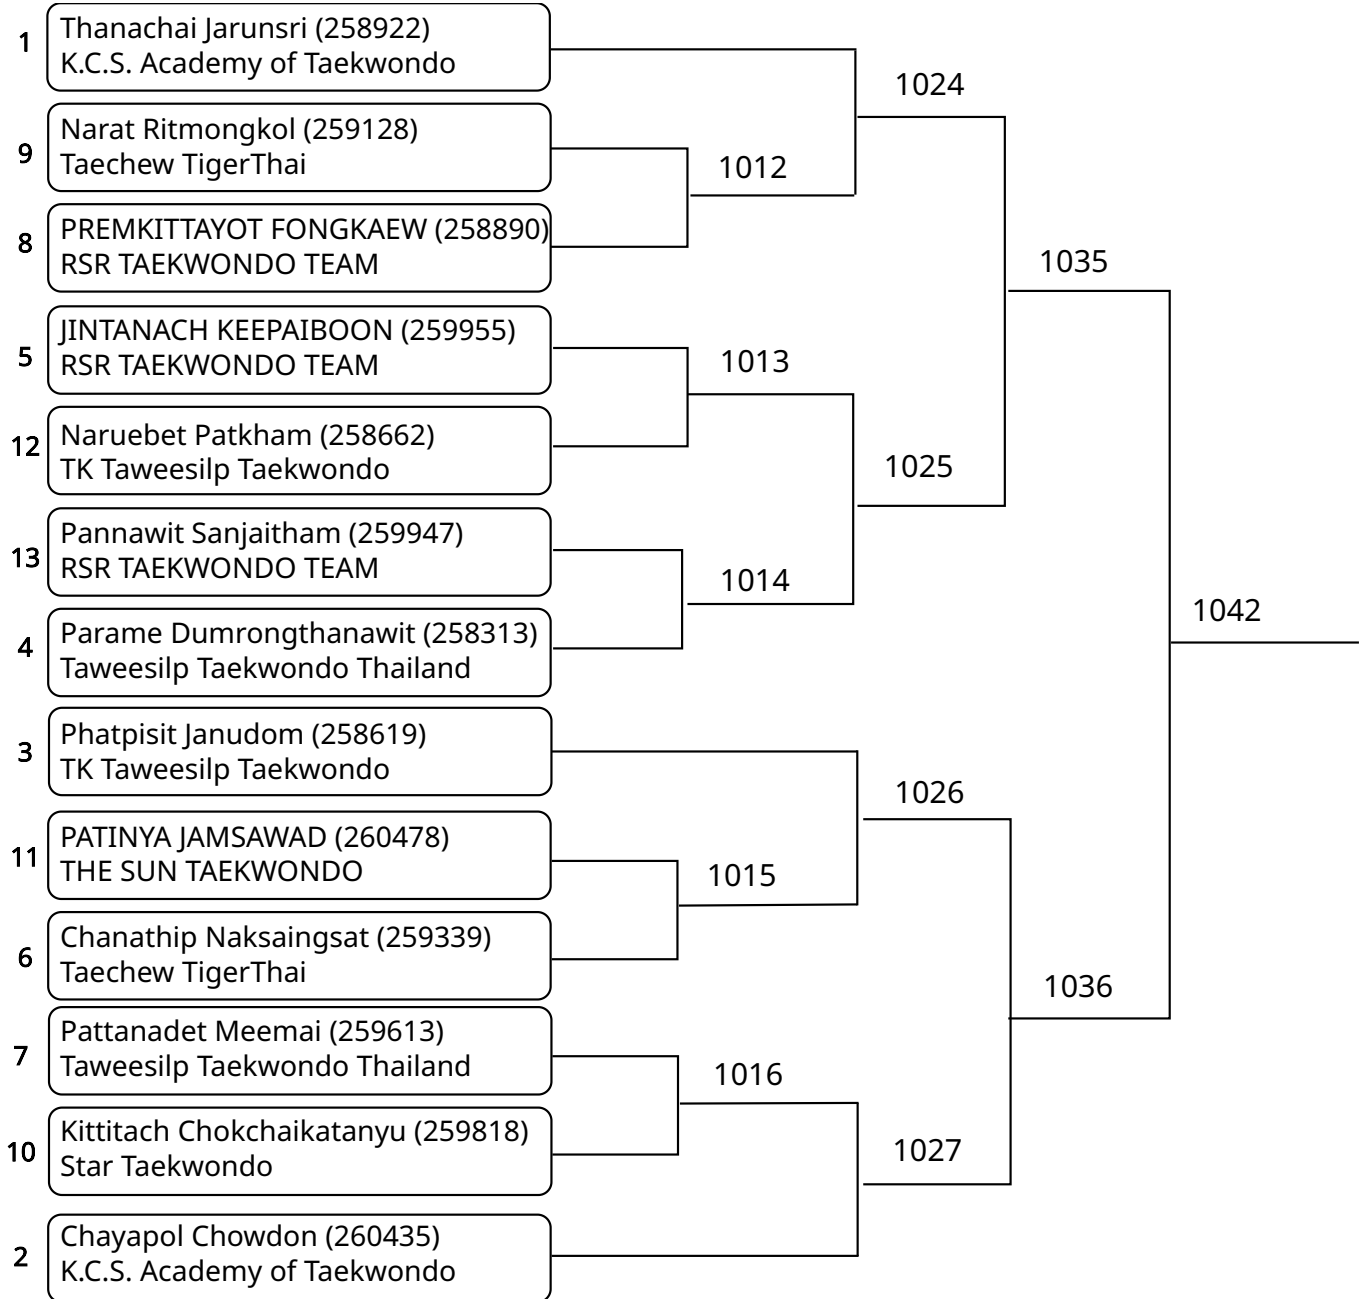 1
Thanachai Jarunsri (258922)
K.C.S. Academy of Taekwondo
1024
9
Narat Ritmongkol (259128)
Taechew TigerThai
1012
8
PREMKITTAYOT FONGKAEW (258890)
RSR TAEKWONDO TEAM
1035
5
JINTANACH KEEPAIBOON (259955)
RSR TAEKWONDO TEAM
1013
12
Naruebet Patkham (258662)
TK Taweesilp Taekwondo
1025
13
Pannawit Sanjaitham (259947)
RSR TAEKWONDO TEAM
1014
4
Parame Dumrongthanawit (258313)
Taweesilp Taekwondo Thailand
1042
3
Phatpisit Janudom (258619)
TK Taweesilp Taekwondo
1026
11
PATINYA JAMSAWAD (260478)
THE SUN TAEKWONDO
1015
6
Chanathip Naksaingsat (259339)
Taechew TigerThai
1036
7
Pattanadet Meemai (259613)
Taweesilp Taekwondo Thailand
1016
10
Kittitach Chokchaikatanyu (259818)
Star Taekwondo
1027
2
Chayapol Chowdon (260435)
K.C.S. Academy of Taekwondo